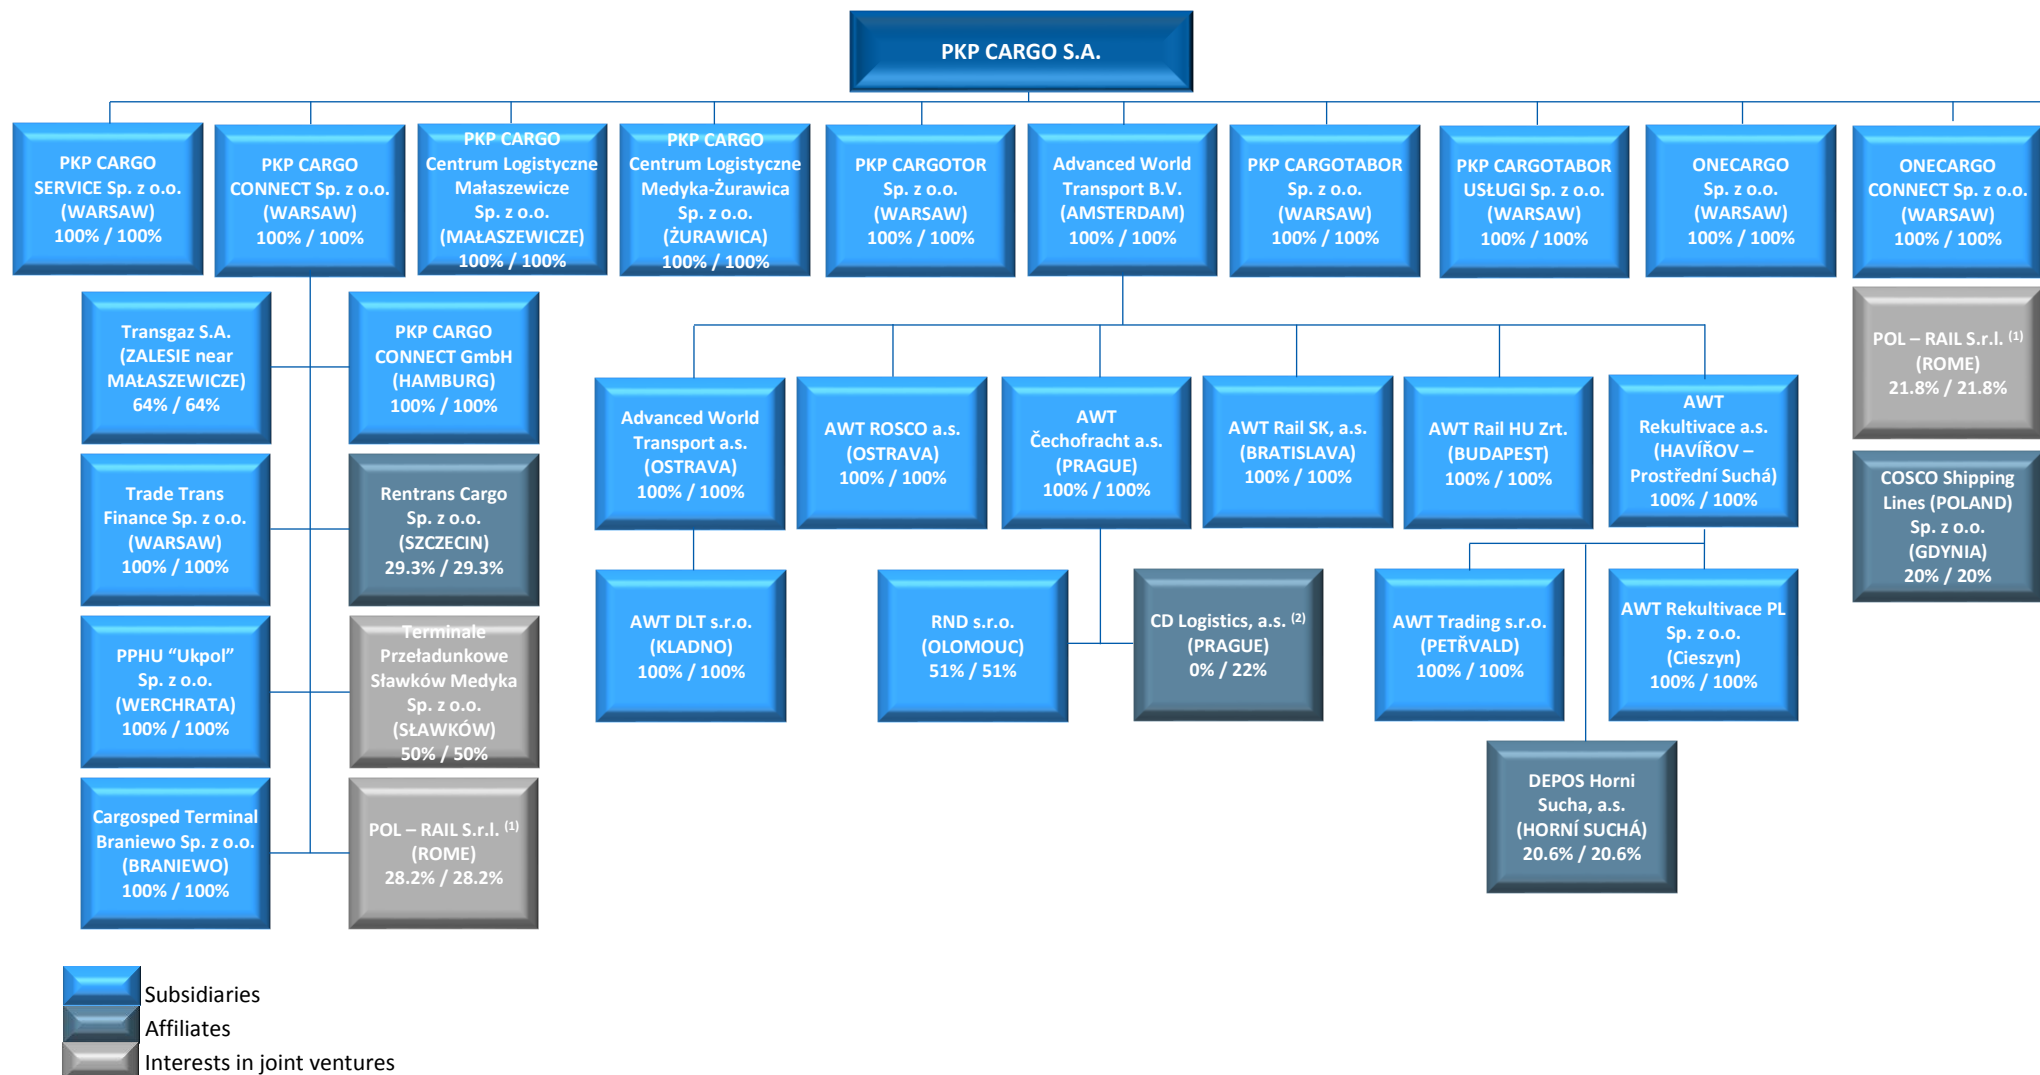 PKP CARGO S.A.
PKP CARGO
SERVICE Sp. z o.o.
(WARSAW)
100% / 100%
PKP CARGO
CONNECT Sp. z o.o.
(WARSAW)
100% / 100%
PKP CARGO
Centrum Logistyczne
Małaszewicze
Sp. z o.o.
(MAŁASZEWICZE)
100% / 100%
PKP CARGO
Centrum Logistyczne
Medyka-Żurawica
Sp. z o.o.
(ŻURAWICA)
100% / 100%
PKP CARGOTOR
Sp. z o.o.
(WARSAW)
100% / 100%
Advanced World
Transport B.V.
(AMSTERDAM)
100% / 100%
PKP CARGOTABOR
Sp. z o.o.
(WARSAW)
100% / 100%
PKP CARGOTABOR
USŁUGI Sp. z o.o.
(WARSAW)
100% / 100%
ONECARGO
Sp. z o.o.
(WARSAW)
100% / 100%
ONECARGO
CONNECT Sp. z o.o.
(WARSAW)
100% / 100%
Transgaz S.A.
(ZALESIE near
MAŁASZEWICZE)
64% / 64%
PKP CARGO
CONNECT GmbH
(HAMBURG)
100% / 100%
POL – RAIL S.r.l. (1)
(ROME)
21.8% / 21.8%
Advanced World
Transport a.s.
(OSTRAVA)
100% / 100%
AWT ROSCO a.s.
(OSTRAVA)
100% / 100%
AWT
Čechofracht a.s.
(PRAGUE)
100% / 100%
AWT Rail SK, a.s.
(BRATISLAVA)
100% / 100%
AWT Rail HU Zrt.
(BUDAPEST)
100% / 100%
AWT
Rekultivace a.s.
(HAVÍŘOV –
Prostřední Suchá)
100% / 100%
Trade Trans
Finance Sp. z o.o.
(WARSAW)
100% / 100%
Rentrans Cargo
Sp. z o.o.
(SZCZECIN)
29.3% / 29.3%
COSCO Shipping
Lines (POLAND)
Sp. z o.o.
(GDYNIA)
20% / 20%
AWT DLT s.r.o.
(KLADNO)
100% / 100%
RND s.r.o.
(OLOMOUC)
51% / 51%
CD Logistics, a.s. (2)
(PRAGUE)
0% / 22%
AWT Trading s.r.o.
(PETŘVALD)
100% / 100%
AWT Rekultivace PL
Sp. z o.o.
(Cieszyn)
100% / 100%
PPHU “Ukpol”
Sp. z o.o.
(WERCHRATA)
100% / 100%
Terminale
Przeładunkowe
Sławków Medyka
Sp. z o.o.
(SŁAWKÓW)
50% / 50%
DEPOS Horni
Sucha, a.s.
(HORNÍ SUCHÁ)
20.6% / 20.6%
Cargosped Terminal
Braniewo Sp. z o.o.
(BRANIEWO)
100% / 100%
POL – RAIL S.r.l. (1)
(ROME)
28.2% / 28.2%
Subsidiaries
Affiliates
Interests in joint ventures